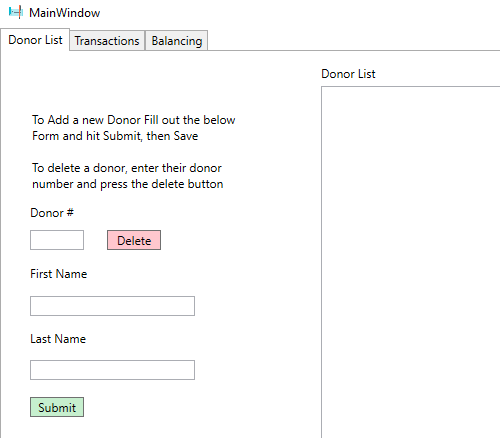 MainWindow
Donor List
Transactions
Balancing
Donor List
To Add a new Donor Fill out the below
Form and hit Submit, then Save
To delete a donor, enter their donor
number and press the delete button
Donor #
Delete
First Name
Last Name
Submit